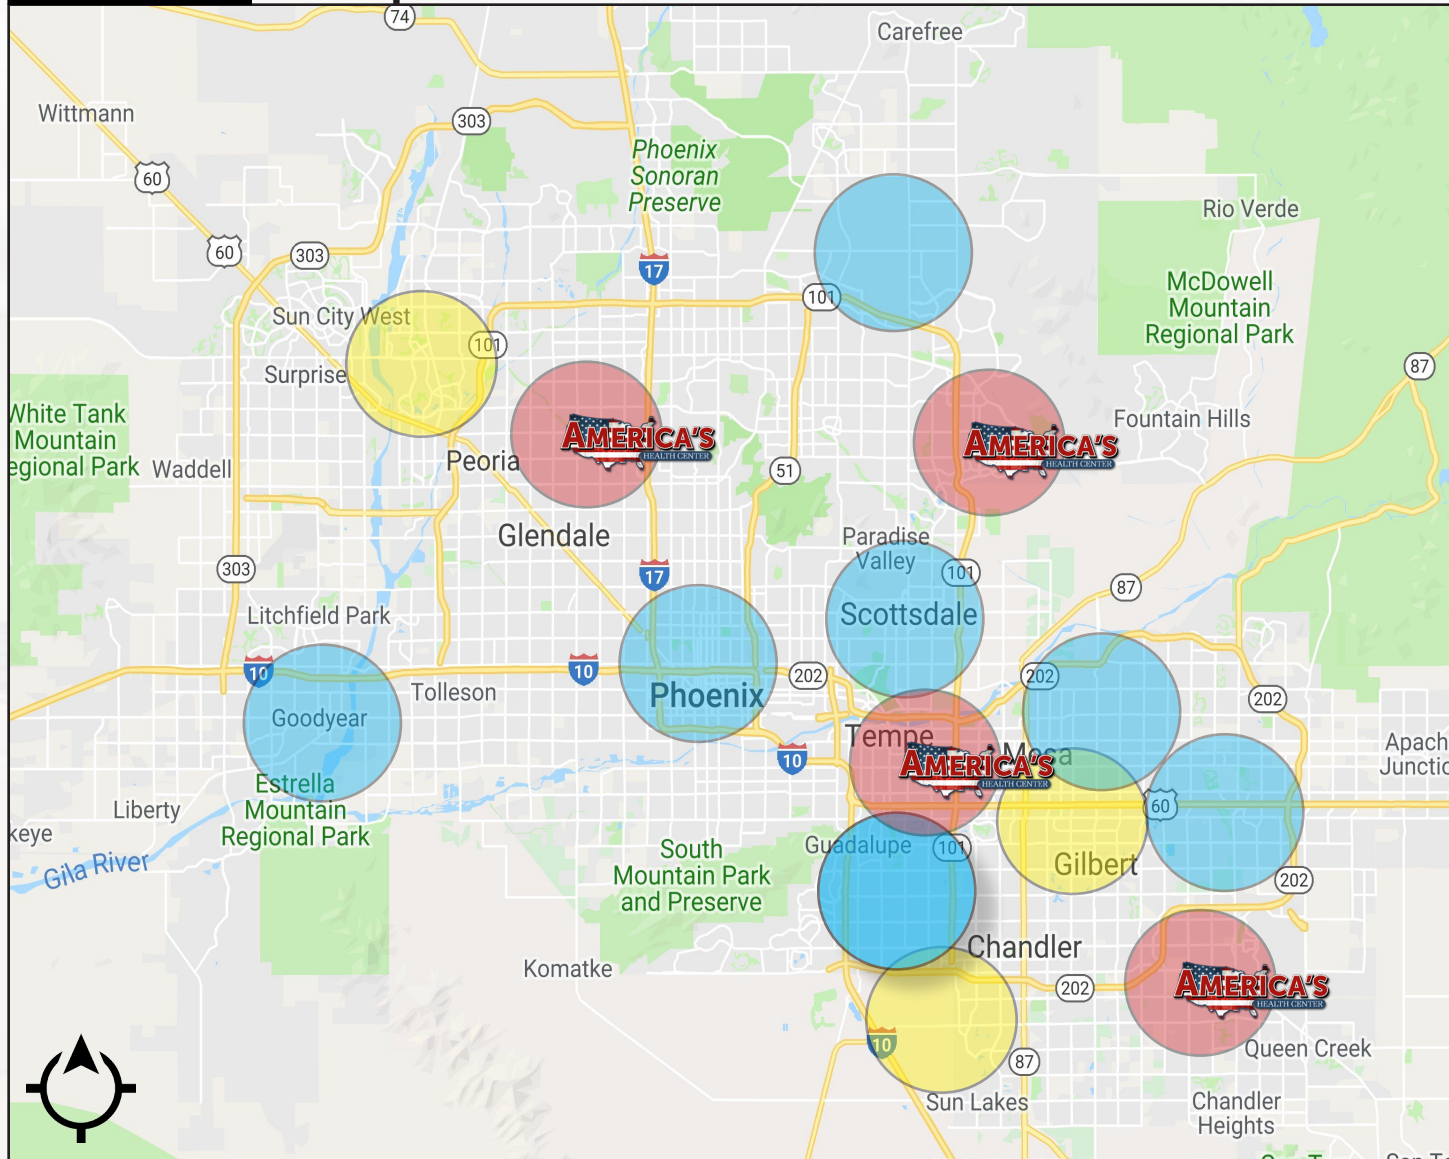 74
Carefree
Wittmann
303
Phoenix
Sonoran
Preserve
60
Rio Verde
60
303
17
McDowell
Mountain
Regional Park
101
Sun City West
101
Surprise
87
White Tank
Mountain
egional Park
Fountain Hills
AMERICA'S
HEALTH CENTER
AMERICA'S
HEALTH CENTER
Peoria
Waddell
51
Glendale
Paradise
Valley
303
17
101
87
Litchfield Park
Scottsdale
10
10
202
202
Tolleson
Phoenix
202
Goodyear
Tempe
Mesa
Apach
Junctio
10
AMERICA'S
HEALTH CENTER
Estrella
Mountain
Regional Park
Liberty
60
keye
Guadalupe
101
South
Mountain Park
and Preserve
Gilbert
Gila River
202
Chandler
Komatke
202
AMERICA'S
HEALTH CENTER
10
Queen Creek
87
Sun Lakes
Chandler
Heights